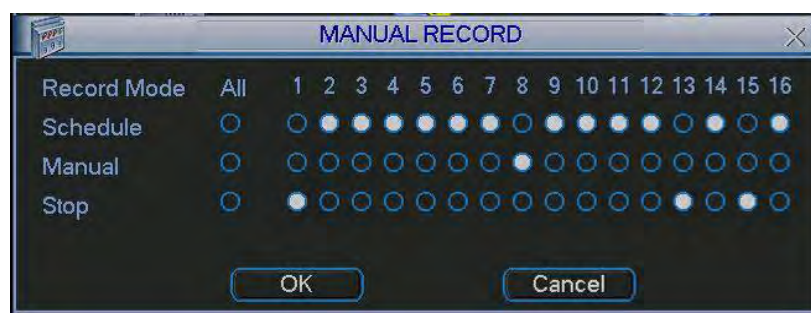 MANUAL RECORD
Record Mode All 1 2 3 4 5 6 7 8 9 10 11 12 13 14 15 16
Schedule
Manual
Stop
OK Cancel